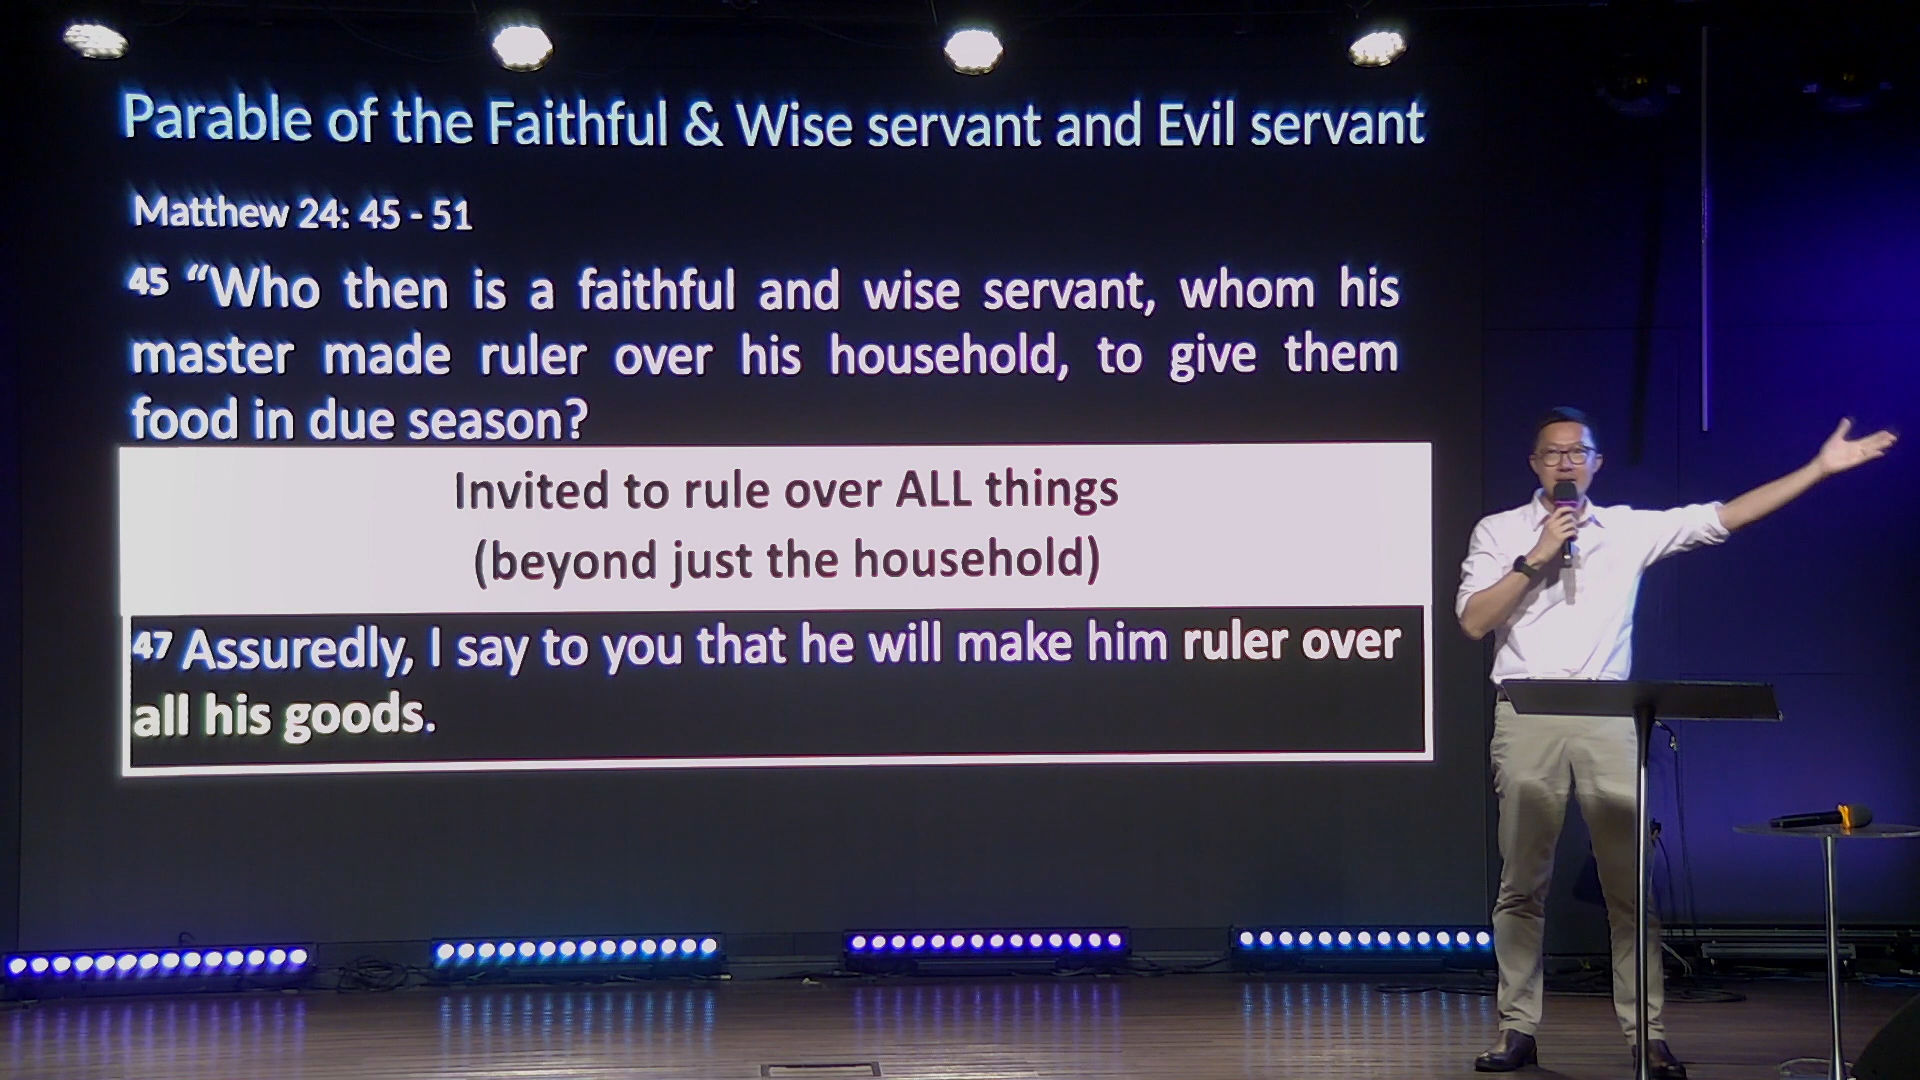 Parable of the Faithful & Wise servant and Evil servant
Matthew 24: 45 - 51
45 “Who then is a faithful and wise servant, whom his
master made ruler over his household, to give them
food in due season?
Invited to rule over ALL things
(beyond just the household)
47 Assuredly, I say to you that he will make him ruler over
all his goods.